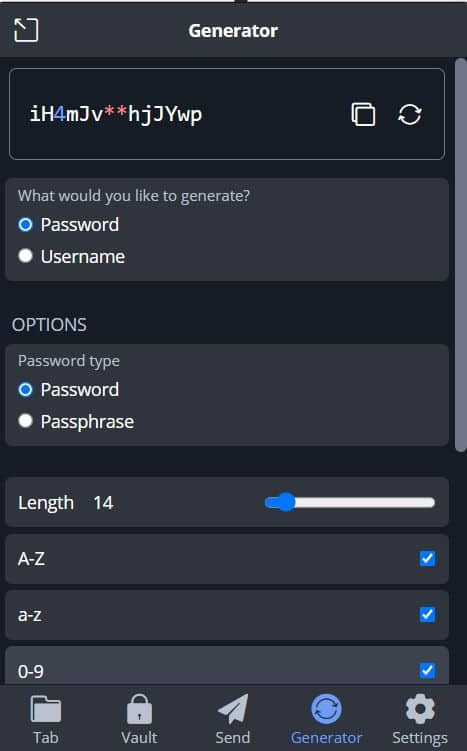 Generator
iH4mJv**hjJYwp
What would you like to generate?
Password
Username
OPTIONS
Password type
Password
Passphrase
Length 14
A-Z
a-z
0-9
Tab Vault Send Generator Settings